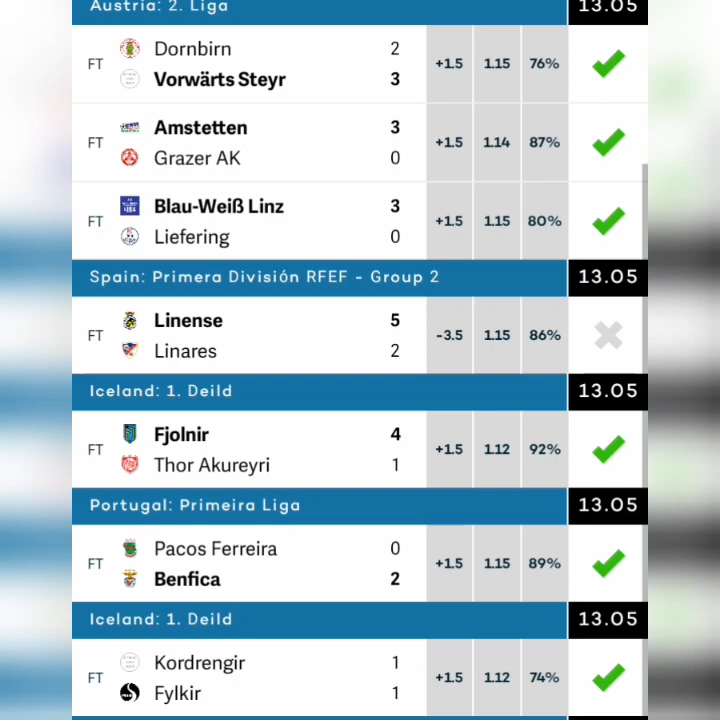 Austria: 2. Liga 13.05
FT Dornbirn 2 +1.5 1.15 76%
Vorwärts Steyr 3
FT Amstetten 3 +1.5 1.14 87%
Grazer AK 0
FT Blau-Weiß Linz 3 +1.5 1.15 80%
Liefering 0
Spain: Primera División RFEF - Group 2 13.05
FT Linense 5 -3.5 1.15 86%
Linares 2
Iceland: 1. Deild 13.05
FT Fjolnir 4 +1.5 1.12 92%
Thor Akureyri 1
Portugal: Primeira Liga 13.05
FT Pacos Ferreira 0 +1.5 1.15 89%
Benfica 2
Iceland: 1. Deild 13.05
FT Kordrengir 1 +1.5 1.12 74%
Fylkir 1